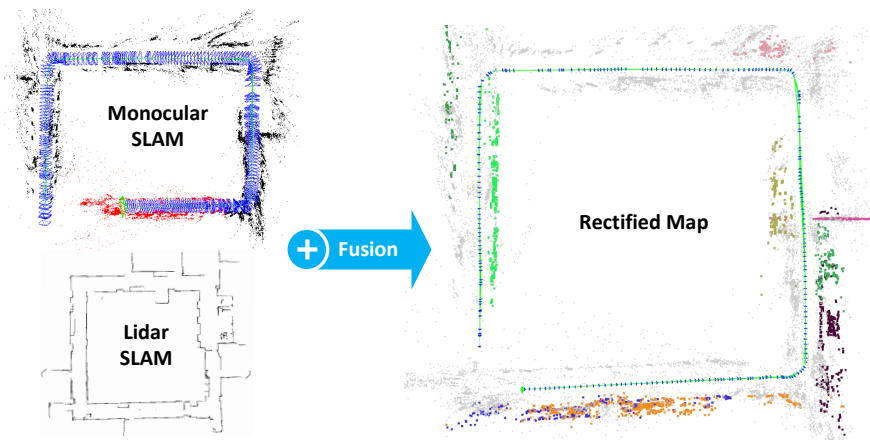 Monocular
SLAM
Lidar
SLAM
+ Fusion
Rectified Map